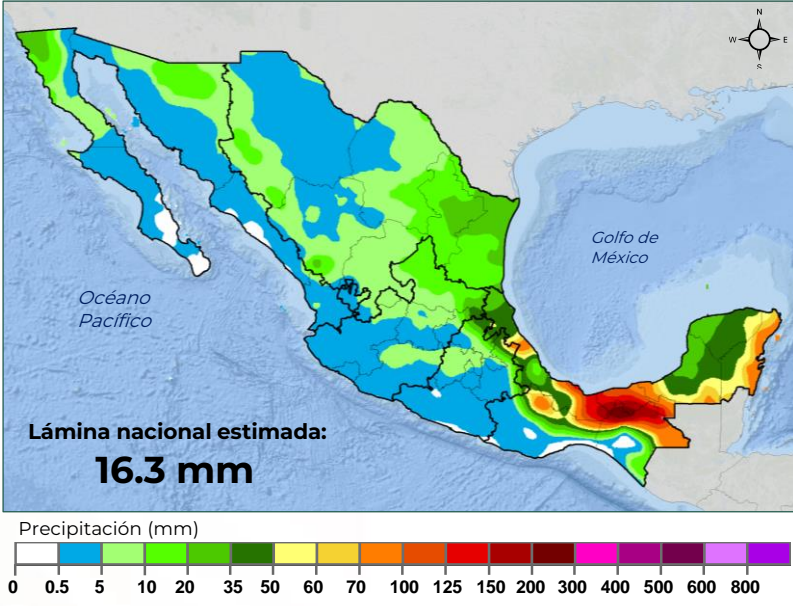 N
W E
S
Golfo de
México
Océano
Pacífico
Lámina nacional estimada:
16.3 mm
Precipitación (mm)
0 0.5 5 10 20 35 50 60 70 100 125 150 200 300 400 500 600 800